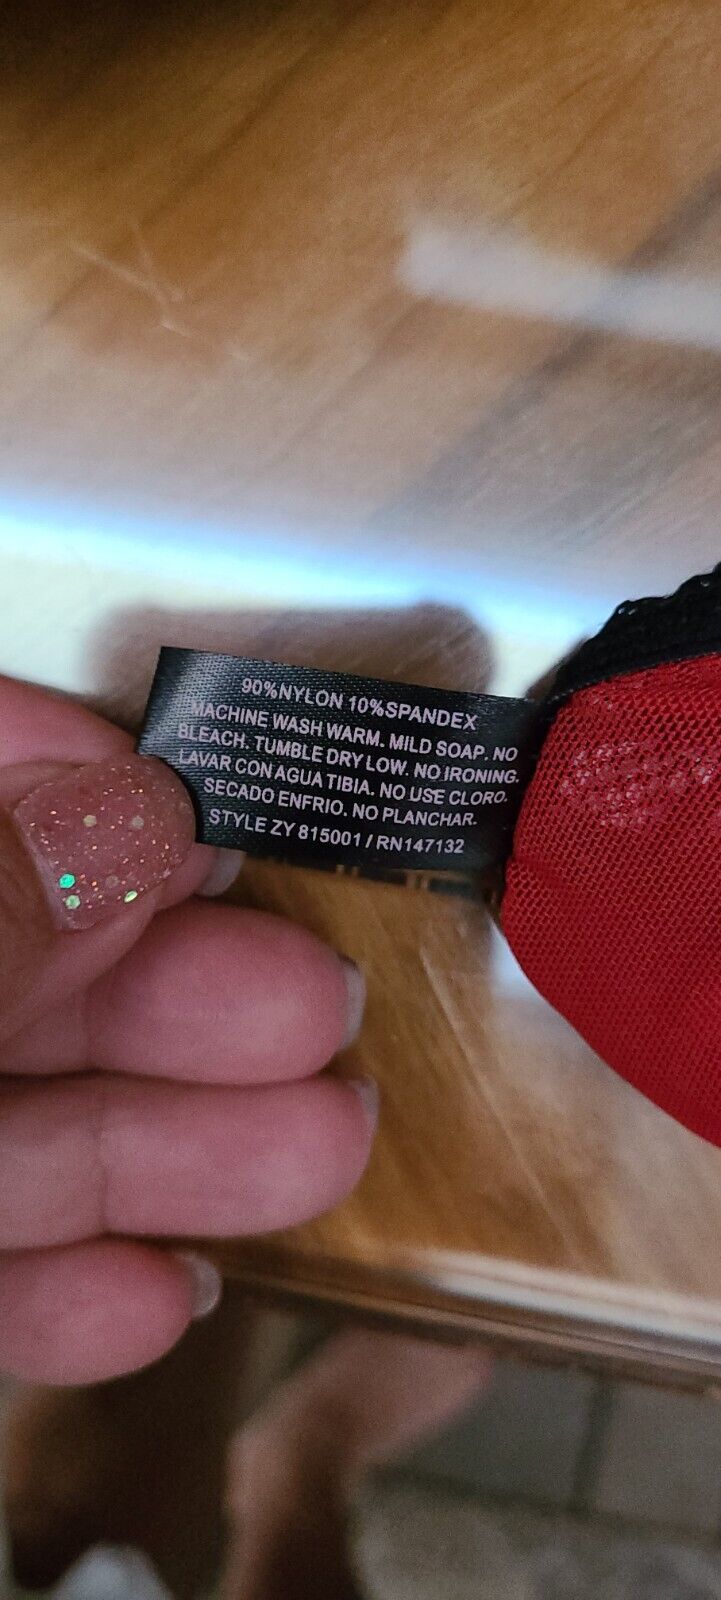 90%NYLON 10%SPANDEX
MACHINE WASH WARM. MILD SOAP. NO
BLEACH. TUMBLE DRY LOW. NO IRONING.
LAVAR CON AGUA TIBIA. NO USE CLORO.
SECADO ENFRIO. NO PLANCHAR.
STYLE ZY 815001 / RN147132